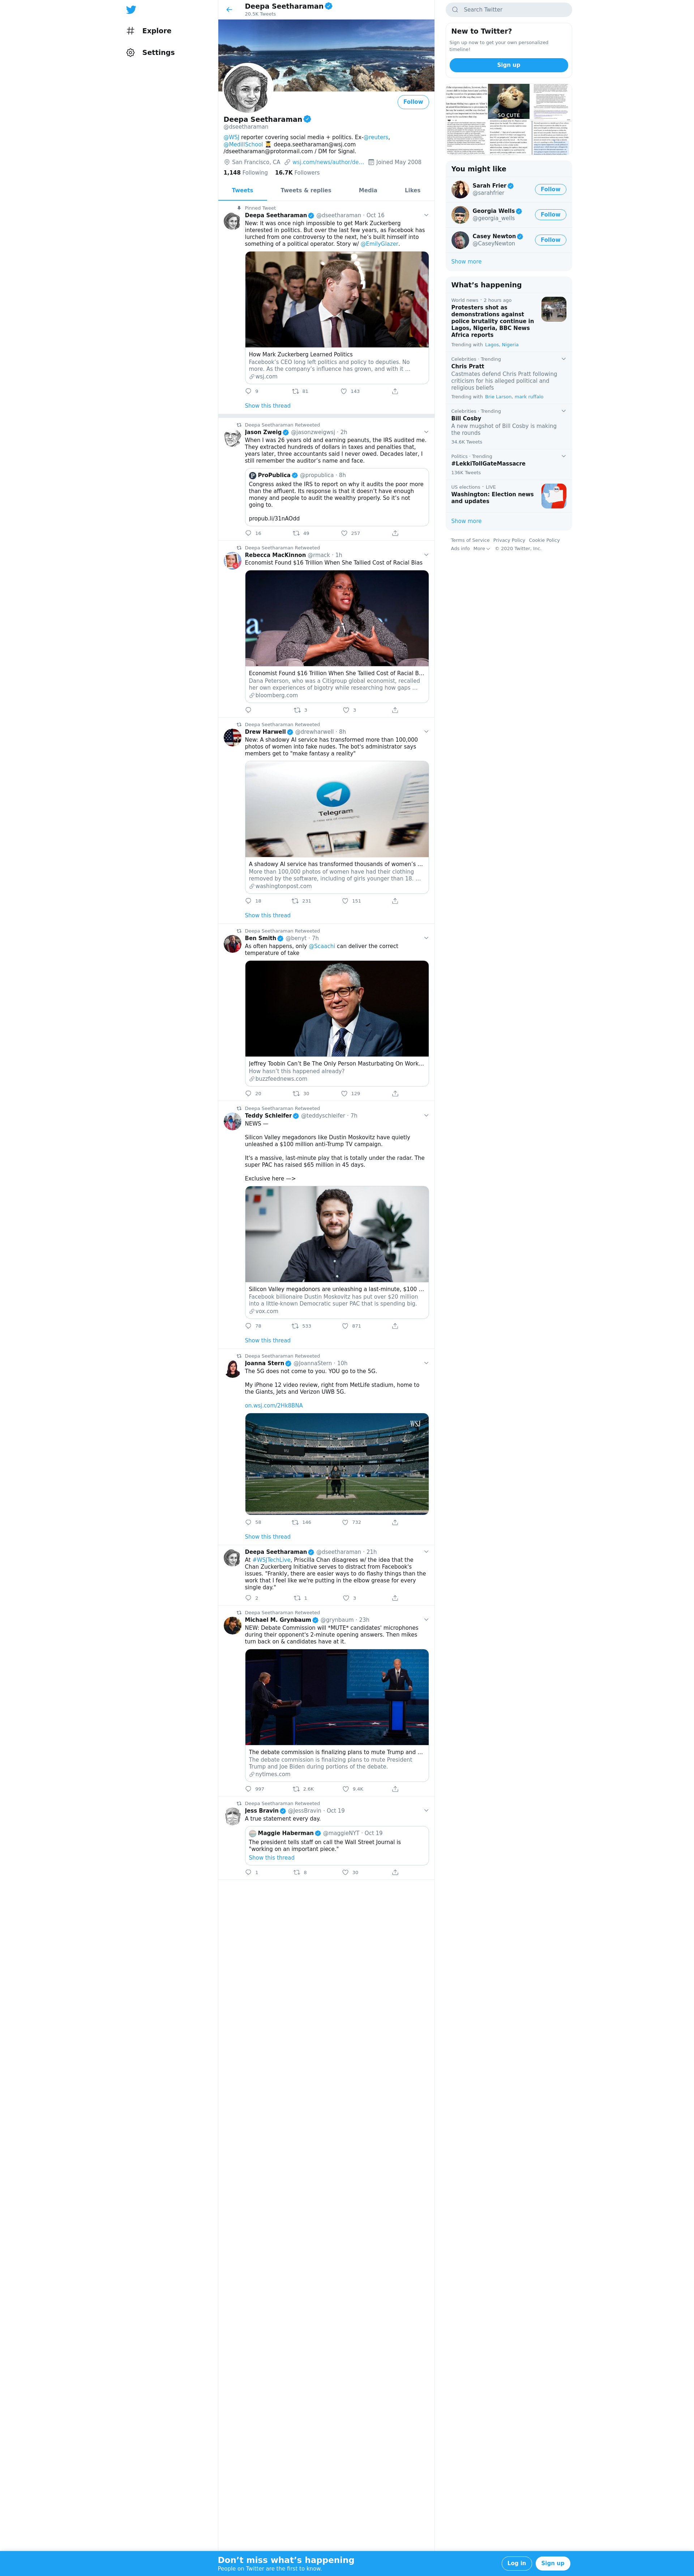 Explore
Settings
Deepa Seetharaman
20.5K Tweets
Follow
Deepa Seetharaman
@dseetharaman
@WSJ reporter covering social media + politics. Ex-@reuters,
@MedillSchool deepa.seetharaman@wsj.com
/dseetharaman@protonmail.com / DM for Signal.
San Francisco, CA wsj.com/news/author/de... Joined May 2008
1,148 Following 16.7K Followers
Tweets Tweets & replies Media Likes
Pinned Tweet
Deepa Seetharaman @dseetharaman · Oct 16
New: It was once nigh impossible to get Mark Zuckerberg
interested in politics. But over the last few years, as Facebook has
lurched from one controversy to the next, he's built himself into
something of a political operator. Story w/ @EmilyGlazer.
How Mark Zuckerberg Learned Politics
Facebook's CEO long left politics and policy to deputies. No
more. As the company's influence has grown, and with it ...
wsj.com
9 81 143
Show this thread
Deepa Seetharaman Retweeted
Jason Zweig @jasonzweigwsj · 2h
When I was 26 years old and earning peanuts, the IRS audited me.
They extracted hundreds of dollars in taxes and penalties that,
years later, three accountants said I never owed. Decades later, I
still remember the auditor's name and face.
ProPublica @propublica · 8h
Congress asked the IRS to report on why it audits the poor more
than the affluent. Its response is that it doesn't have enough
money and people to audit the wealthy properly. So it's not
going to.
propub.li/31nAOdd
16 49 257
Deepa Seetharaman Retweeted
Rebecca MacKinnon @rmack · 1h
Economist Found $16 Trillion When She Tallied Cost of Racial Bias
Economist Found $16 Trillion When She Tallied Cost of Racial B...
Dana Peterson, who was a Citigroup global economist, recalled
her own experiences of bigotry while researching how gaps ...
bloomberg.com
3 3
Deepa Seetharaman Retweeted
Drew Harwell @drewharwell · 8h
New: A shadowy AI service has transformed more than 100,000
photos of women into fake nudes. The bot's administrator says
members get to "make fantasy a reality"
Telegram
A shadowy AI service has transformed thousands of women's ...
More than 100,000 photos of women have had their clothing
removed by the software, including of girls younger than 18. ...
washingtonpost.com
18 231 151
Show this thread
Deepa Seetharaman Retweeted
Ben Smith @benyt · 7h
As often happens, only @Scaachi can deliver the correct
temperature of take
Jeffrey Toobin Can't Be The Only Person Masturbating On Work...
How hasn't this happened already?
buzzfeednews.com
20 30 129
Deepa Seetharaman Retweeted
Teddy Schleifer @teddyschleifer · 7h
NEWS —
Silicon Valley megadonors like Dustin Moskovitz have quietly
unleashed a $100 million anti-Trump TV campaign.
It's a massive, last-minute play that is totally under the radar. The
super PAC has raised $65 million in 45 days.
Exclusive here —>
Silicon Valley megadonors are unleashing a last-minute, $100 ...
Facebook billionaire Dustin Moskovitz has put over $20 million
into a little-known Democratic super PAC that is spending big.
vox.com
78 533 871
Show this thread
Deepa Seetharaman Retweeted
Joanna Stern @JoannaStern · 10h
The 5G does not come to you. YOU go to the 5G.
My iPhone 12 video review, right from MetLife stadium, home to
the Giants, Jets and Verizon UWB 5G.
on.wsj.com/2Hk8BNA
WSJ
58 146 732
Show this thread
Deepa Seetharaman @dseetharaman · 21h
At #WSJTechLive, Priscilla Chan disagrees w/ the idea that the
Chan Zuckerberg Initiative serves to distract from Facebook's
issues. "Frankly, there are easier ways to do flashy things than the
work that I feel like we're putting in the elbow grease for every
single day."
2 1 3
Deepa Seetharaman Retweeted
Michael M. Grynbaum @grynbaum · 23h
NEW: Debate Commission will *MUTE* candidates' microphones
during their opponent's 2-minute opening answers. Then mikes
turn back on & candidates have at it.
The debate commission is finalizing plans to mute Trump and ...
The debate commission is finalizing plans to mute President
Trump and Joe Biden during portions of the debate.
nytimes.com
997 2.6K 9.4K
Deepa Seetharaman Retweeted
Jess Bravin @JessBravin · Oct 19
A true statement every day.
Maggie Haberman @maggieNYT · Oct 19
The president tells staff on call the Wall Street Journal is
"working on an important piece."
Show this thread
1 8 35
Search Twitter
New to Twitter?
Sign up now to get your own personalized
timeline!
Sign up
SO CUTE
You might like
Sarah Frier
@sarahfrier
Follow
Georgia Wells
@georgia_wells
Follow
Casey Newton
@CaseyNewton
Follow
Show more
What's happening
World news · 2 hours ago
Protesters shot as
demonstrations against
police brutality continue in
Lagos, Nigeria, BBC News
Africa reports
Trending with Lagos, Nigeria
Celebrities · Trending
Chris Pratt
Castmates defend Chris Pratt following
criticism for his alleged political and
religious beliefs
Trending with Brie Larson, mark ruffalo
Celebrities · Trending
Bill Cosby
A new mugshot of Bill Cosby is making
the rounds
34.6K Tweets
Politics · Trending
#LekkiTollGateMassacre
136K Tweets
US elections · LIVE
Washington: Election news
and updates
Show more
Terms of Service Privacy Policy Cookie Policy
Ads info More © 2020 Twitter, Inc.
Don't miss what's happening
People on Twitter are the first to know.
Log in
Sign up